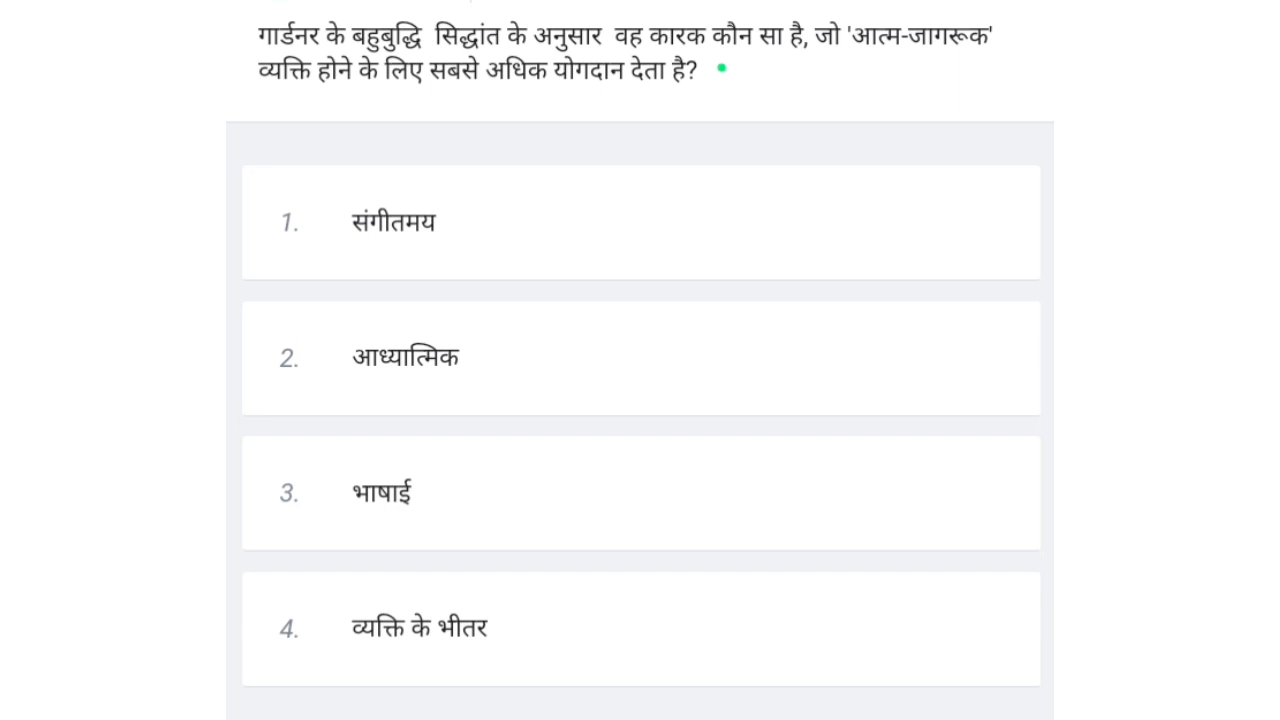 गार्डनर के बहुबुद्धि सिद्धांत के अनुसार वह कारक कौन सा है, जो 'आत्म-जागरूक'
व्यक्ति होने के लिए सबसे अधिक योगदान देता है?
1. संगीतमय
2. आध्यात्मिक
3. भाषाई
4. व्यक्ति के भीतर